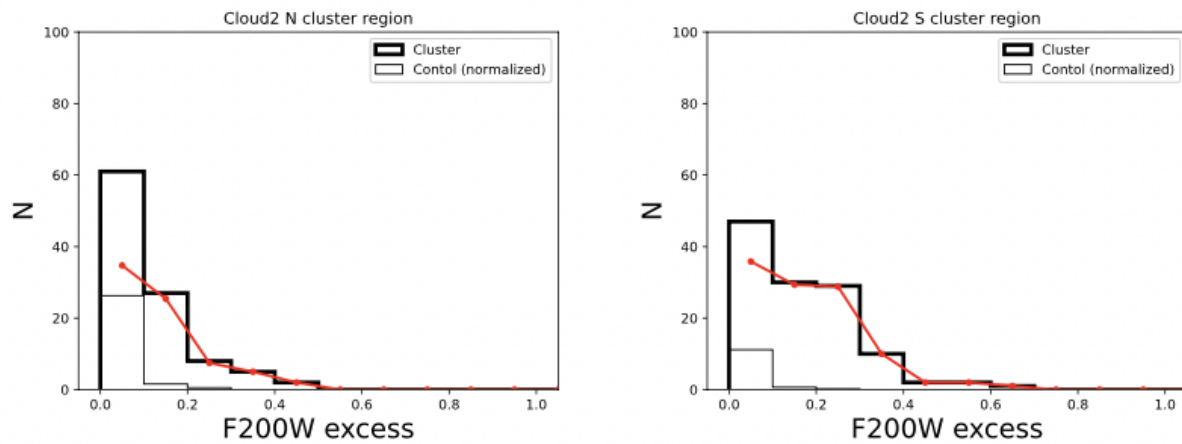 Cloud2 N cluster region
Cluster
Contol (normalized)
100
80
60
40
20
0
N
0.0 0.2 0.4 0.6 0.8 1.0
F200W excess
Cloud2 S cluster region
Cluster
Contol (normalized)
100
80
60
40
20
0
N
0.0 0.2 0.4 0.6 0.8 1.0
F200W excess